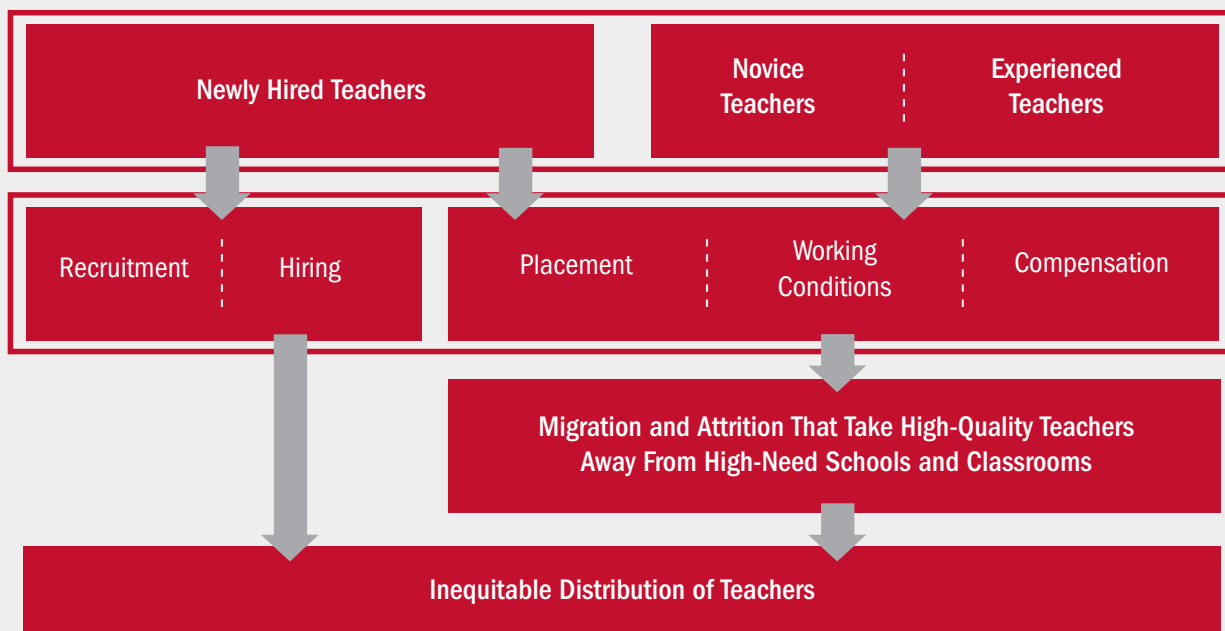 Newly Hired Teachers
Novice
Teachers
Experienced
Teachers
Recruitment
Hiring
Placement
Working
Conditions
Compensation
Migration and Attrition That Take High-Quality Teachers
Away From High-Need Schools and Classrooms
Inequitable Distribution of Teachers